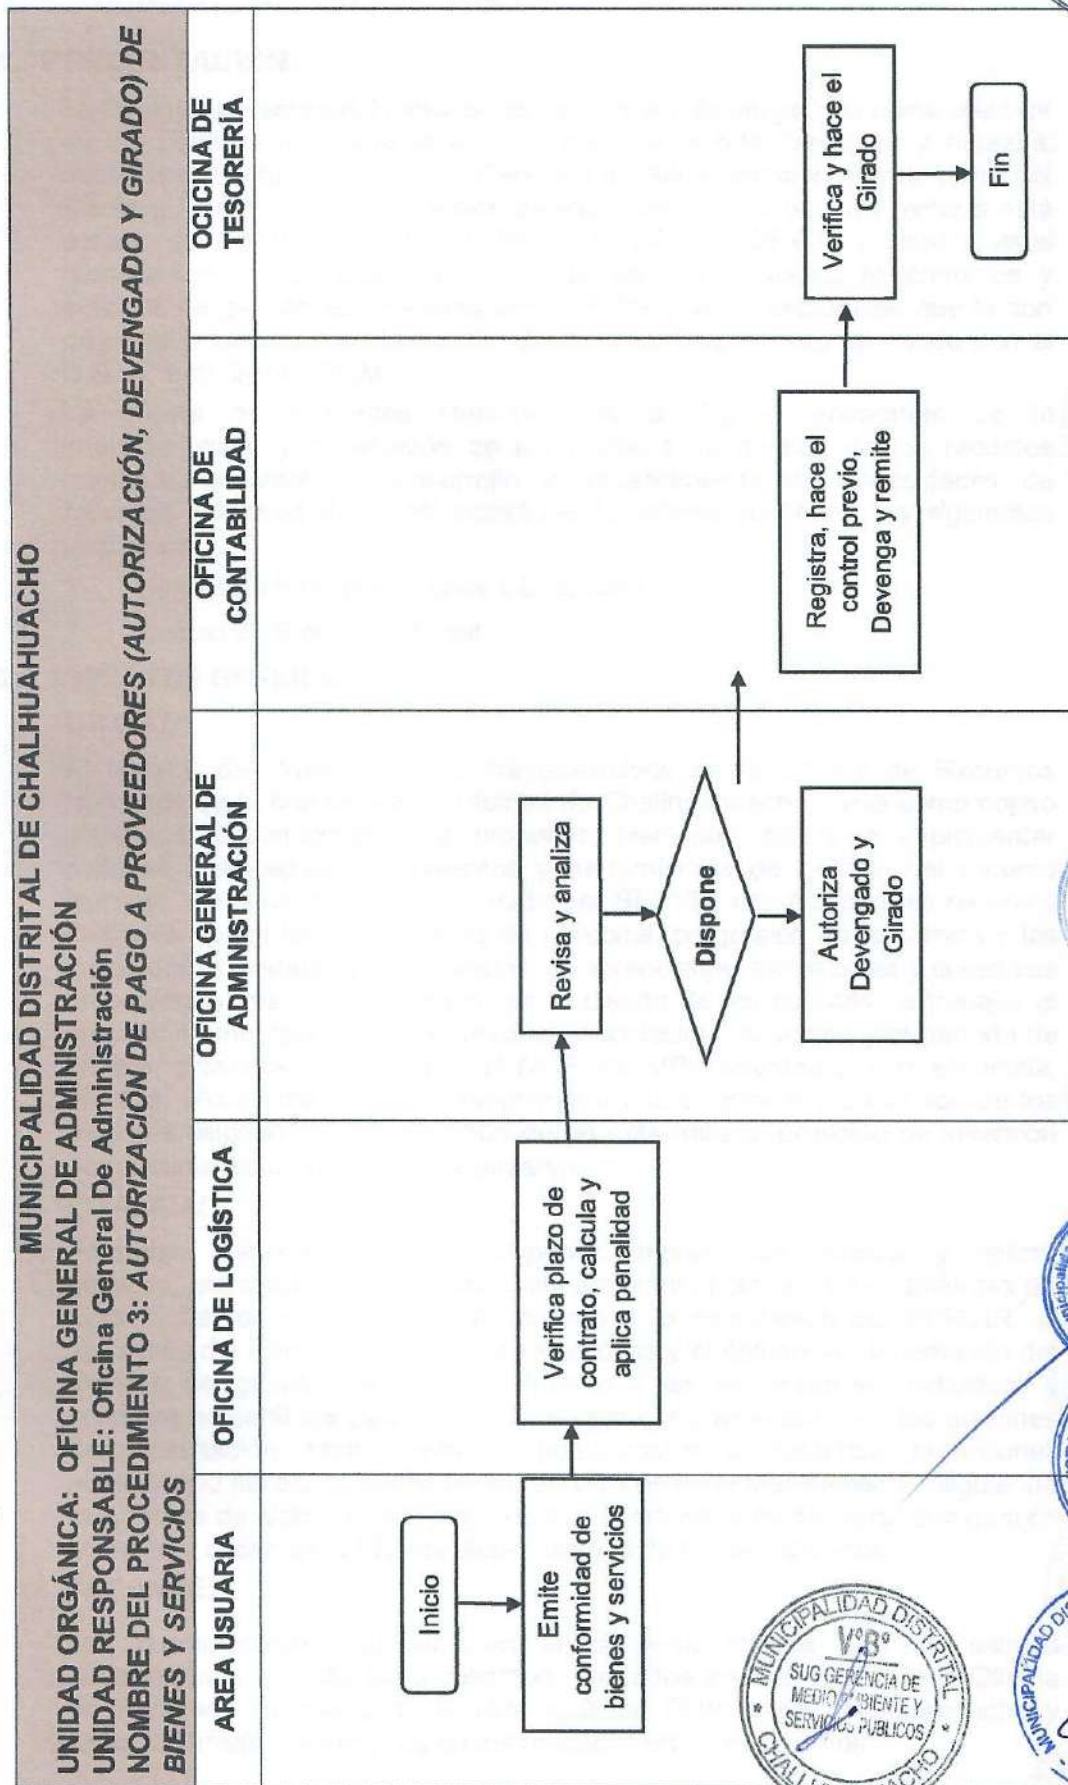 MUNICIPALIDAD DISTRITAL DE CHALHUAHUACHO
UNIDAD ORGÁNICA: OFICINA GENERAL DE ADMINISTRACIÓN
UNIDAD RESPONSABLE: Oficina General De Administración
NOMBRE DEL PROCEDIMIENTO 3: AUTORIZACIÓN DE PAGO A PROVEEDORES (AUTORIZACIÓN, DEVENGADO Y GIRADO) DE
BIENES Y SERVICIOS
AREA USUARIA
OFICINA DE LOGÍSTICA
OFICINA GENERAL DE
ADMINISTRACIÓN
OFICINA DE
CONTABILIDAD
OCICINA DE
TESORERÍA
Inicio
Emite
conformidad de
bienes y servicios
Verifica plazo de
contrato, calcula y
aplica penalidad
Revisa y analiza
Dispone
Autoriza
Devengado y
Girado
Registra, hace el
control previo,
Devenga y remite
Verifica y hace el
Girado
Fin
MUNICIPALIDAD DISTRITAL
V°B°
SUG GERENCIA DE
MEDIO AMBIENTE Y
SERVICIOS PUBLICOS
MUNICIPALIDAD